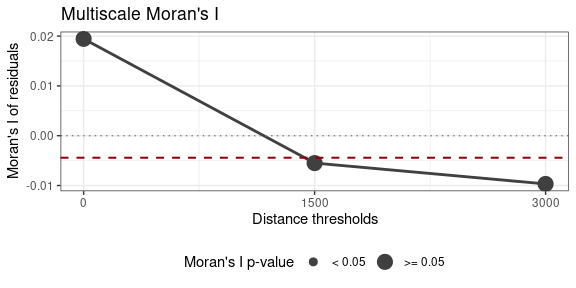 Multiscale Moran's I
Moran's I of residuals
0.02
0.01
0.00
-0.01
0
1500
3000
Distance thresholds
Moran's I p-value < 0.05 >= 0.05